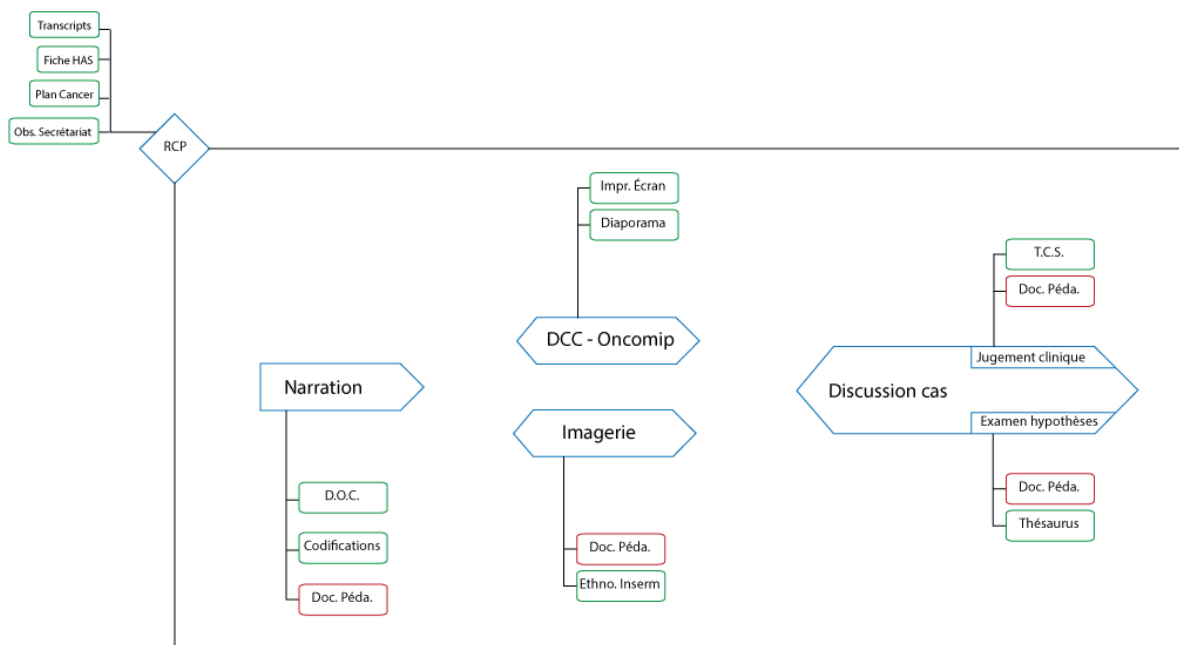 Transcripts
Fiche HAS
Plan Cancer
Obs. Secrétariat
RCP
Impr. Écran
Diaporama
DCC - Oncomip
Narration
D.O.C.
Codifications
Doc. Péda.
Imagerie
Doc. Péda.
Ethno. Inserm
T.C.S.
Doc. Péda.
Jugement clinique
Discussion cas
Examen hypothèses
Doc. Péda.
Thésaurus